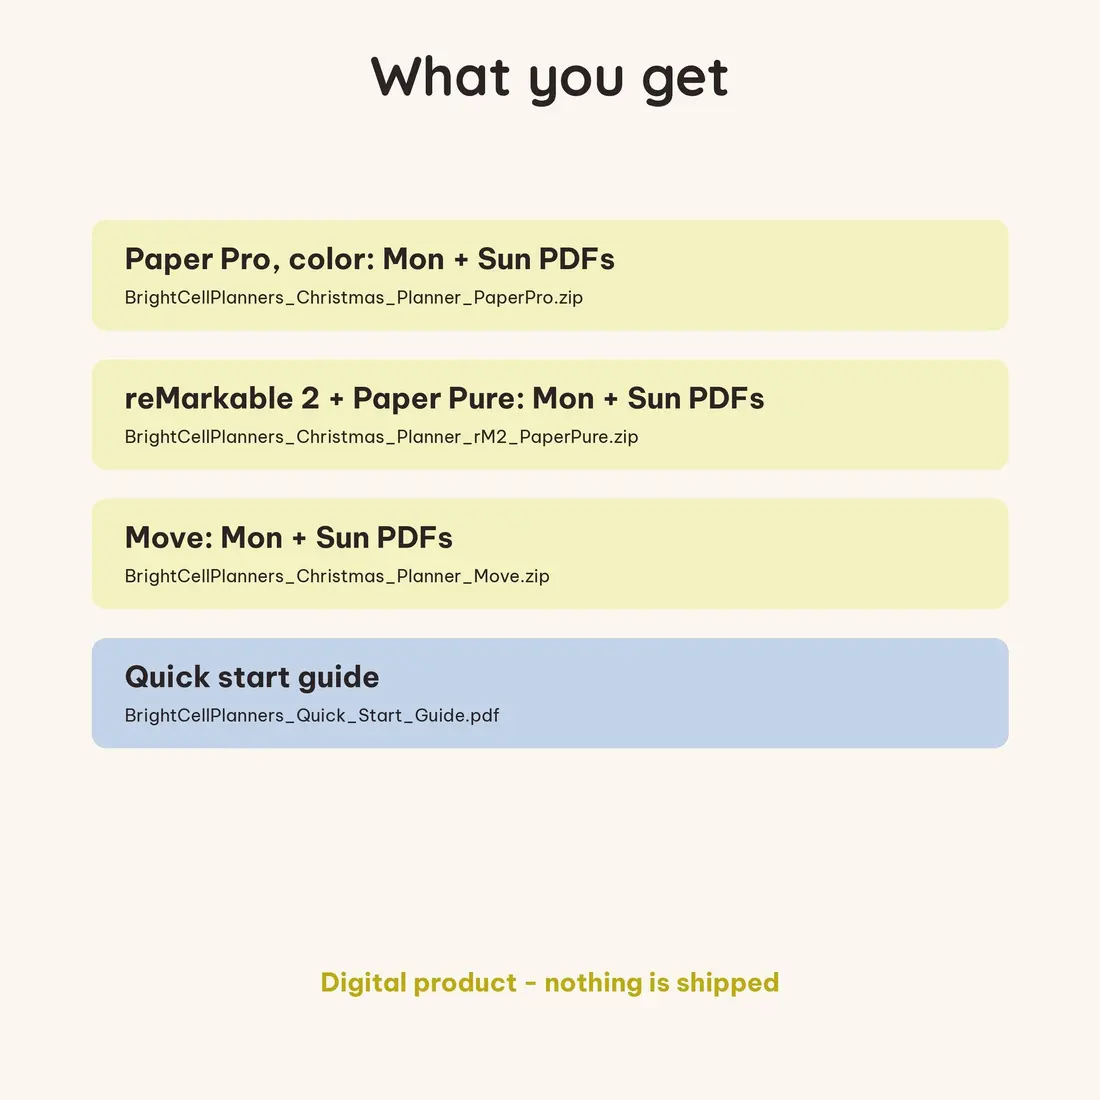 What you get
Paper Pro, color: Mon + Sun PDFs
BrightCellPlanners_Christmas_Planner_PaperPro.zip
reMarkable 2 + Paper Pure: Mon + Sun PDFs
BrightCellPlanners_Christmas_Planner_rM2_PaperPure.zip
Move: Mon + Sun PDFs
BrightCellPlanners_Christmas_Planner_Move.zip
Quick start guide
BrightCellPlanners_Quick_Start_Guide.pdf
Digital product - nothing is shipped